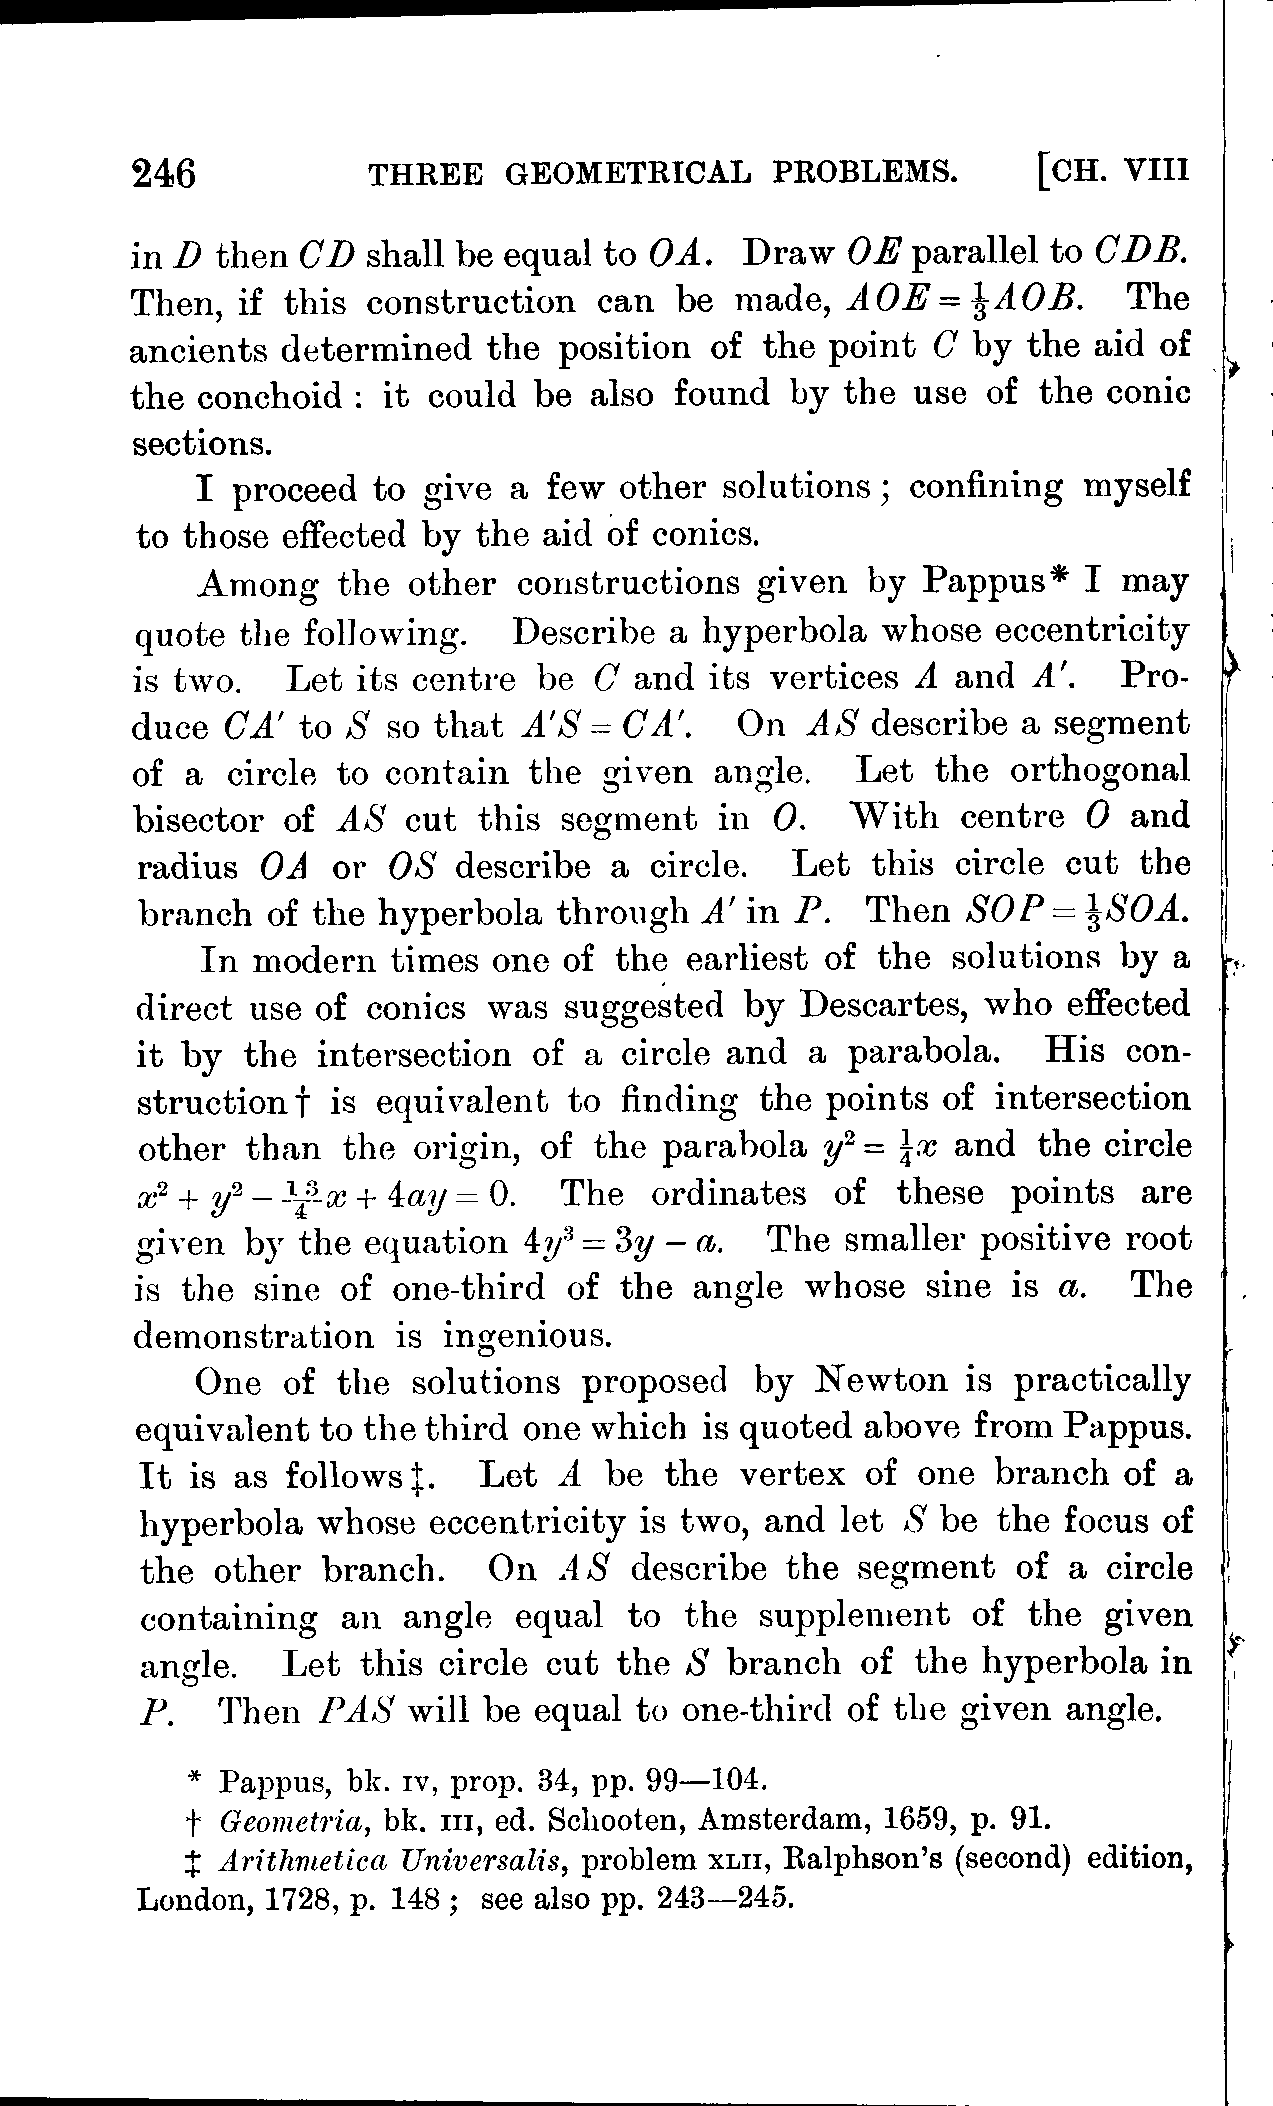 246 THREE GEOMETRICAL PROBLEMS. [CH. VIII
in D then CD shall be equal to OA. Draw OE parallel to CDB.
Then, if this construction can be made, AOE = ⅓AOB. The
ancients determined the position of the point C by the aid of
the conchoid : it could be also found by the use of the conic
sections.
I proceed to give a few other solutions ; confining myself
to those effected by the aid of conics.
Among the other constructions given by Pappus* I may
quote the following. Describe a hyperbola whose eccentricity
is two. Let its centre be C and its vertices A and A′. Pro-
duce CA′ to S so that A′S = CA′. On AS describe a segment
of a circle to contain the given angle. Let the orthogonal
bisector of AS cut this segment in O. With centre O and
radius OA or OS describe a circle. Let this circle cut the
branch of the hyperbola through A′ in P. Then SOP = ⅓SOA.
In modern times one of the earliest of the solutions by a
direct use of conics was suggested by Descartes, who effected
it by the intersection of a circle and a parabola. His con-
struction† is equivalent to finding the points of intersection
other than the origin, of the parabola y² = ¼x and the circle
x² + y² − 13/4 x + 4ay = 0. The ordinates of these points are
given by the equation 4y³ = 3y − a. The smaller positive root
is the sine of one-third of the angle whose sine is a. The
demonstration is ingenious.
One of the solutions proposed by Newton is practically
equivalent to the third one which is quoted above from Pappus.
It is as follows‡. Let A be the vertex of one branch of a
hyperbola whose eccentricity is two, and let S be the focus of
the other branch. On AS describe the segment of a circle
containing an angle equal to the supplement of the given
angle. Let this circle cut the S branch of the hyperbola in
P. Then PAS will be equal to one-third of the given angle.
* Pappus, bk. IV, prop. 34, pp. 99—104.
† Geometria, bk. III, ed. Schooten, Amsterdam, 1659, p. 91.
‡ Arithmetica Universalis, problem XLII, Ralphson's (second) edition,
London, 1728, p. 148 ; see also pp. 243—245.